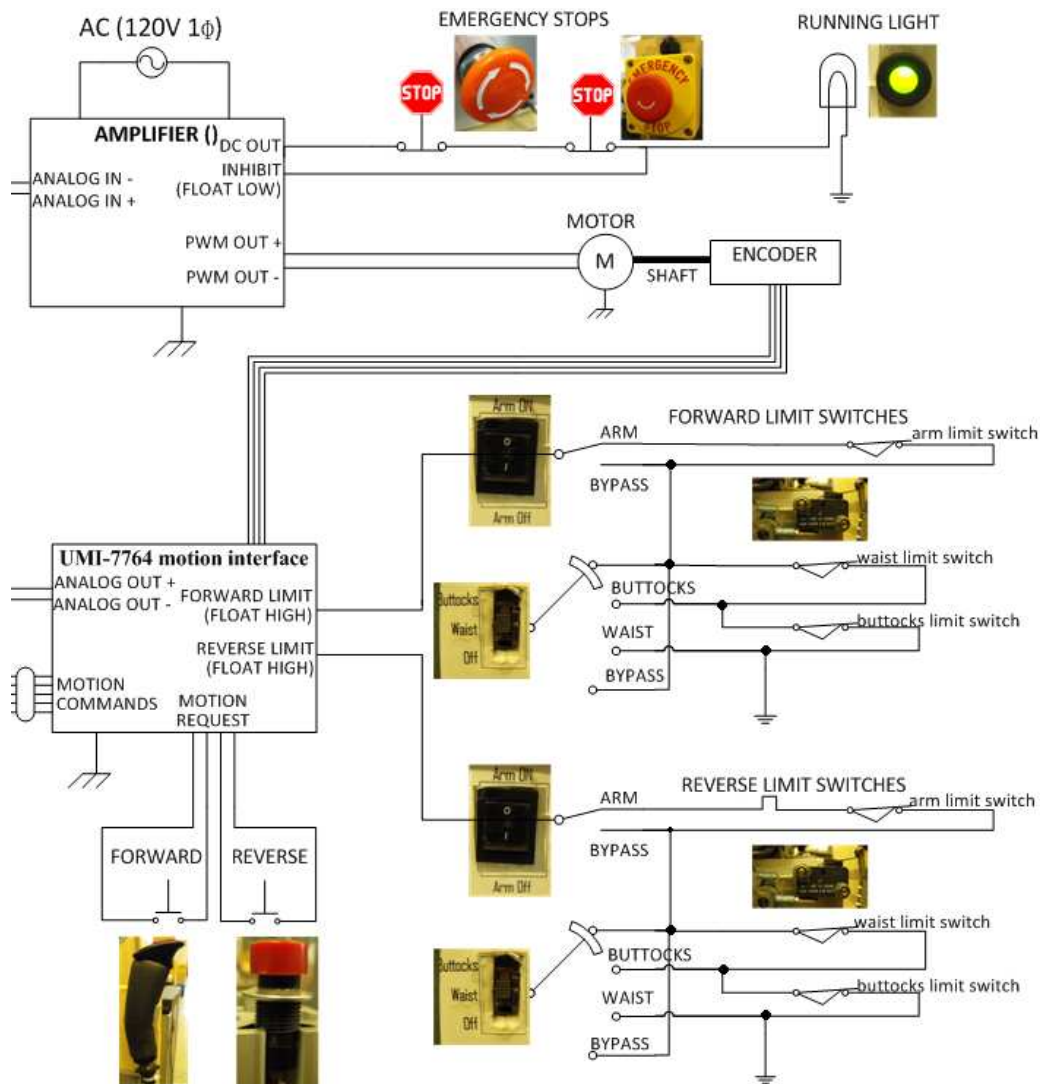 AC (120V 1ϕ)
EMERGENCY STOPS
RUNNING LIGHT
STOP
STOP
EMERGENCY
STOP
AMPLIFIER ()
DC OUT
INHIBIT
(FLOAT LOW)
ANALOG IN -
ANALOG IN +
PWM OUT +
PWM OUT -
MOTOR
M
SHAFT
ENCODER
Arm ON
O
I
Arm Off
ARM
BYPASS
FORWARD LIMIT SWITCHES
arm limit switch
UMI-7764 motion interface
ANALOG OUT +
ANALOG OUT -
FORWARD LIMIT
(FLOAT HIGH)
REVERSE LIMIT
(FLOAT HIGH)
MOTION
COMMANDS
MOTION
REQUEST
Buttocks
Waist
Off
BUTTOCKS
WAIST
BYPASS
waist limit switch
buttocks limit switch
FORWARD
REVERSE
Arm ON
O
I
Arm Off
ARM
BYPASS
REVERSE LIMIT SWITCHES
arm limit switch
Buttocks
Waist
Off
BUTTOCKS
WAIST
BYPASS
waist limit switch
buttocks limit switch